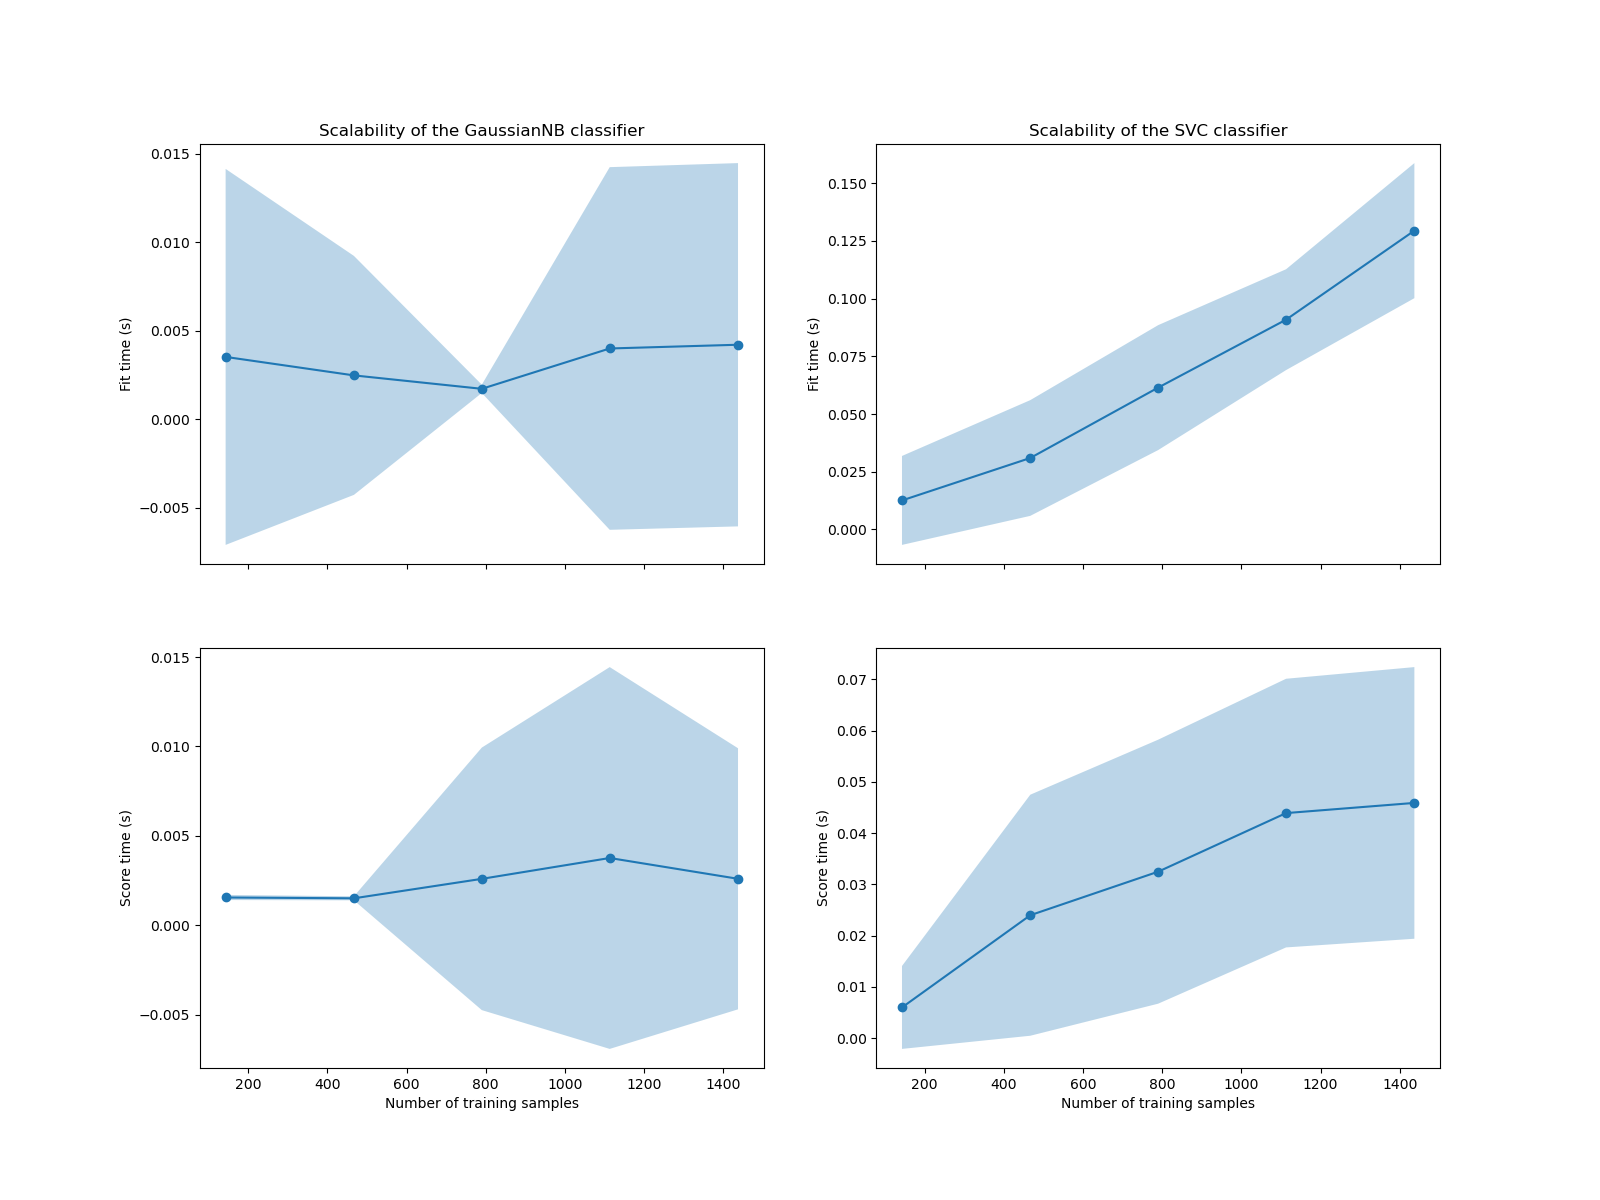 Scalability of the GaussianNB classifier
0.015
0.010
0.005
0.000
−0.005
Fit time (s)
Scalability of the SVC classifier
0.150
0.125
0.100
0.075
0.050
0.025
0.000
Fit time (s)
0.015
0.010
0.005
0.000
−0.005
Score time (s)
200 400 600 800 1000 1200 1400
Number of training samples
0.07
0.06
0.05
0.04
0.03
0.02
0.01
0.00
Score time (s)
200 400 600 800 1000 1200 1400
Number of training samples